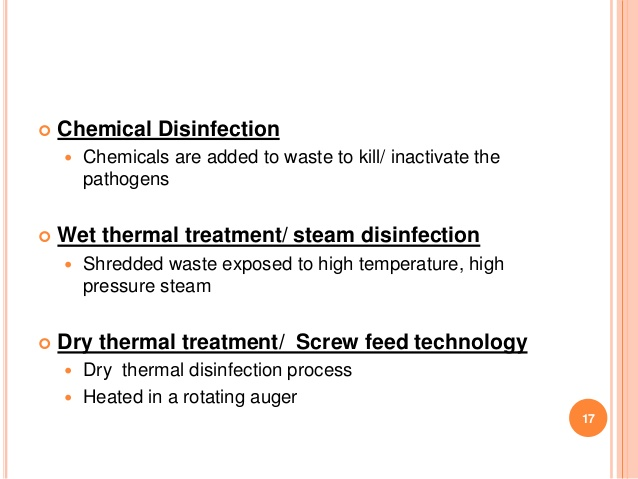 Chemical Disinfection
Chemicals are added to waste to kill/ inactivate the
pathogens
Wet thermal treatment/ steam disinfection
Shredded waste exposed to high temperature, high
pressure steam
Dry thermal treatment/  Screw feed technology
Dry  thermal disinfection process
Heated in a rotating auger
17